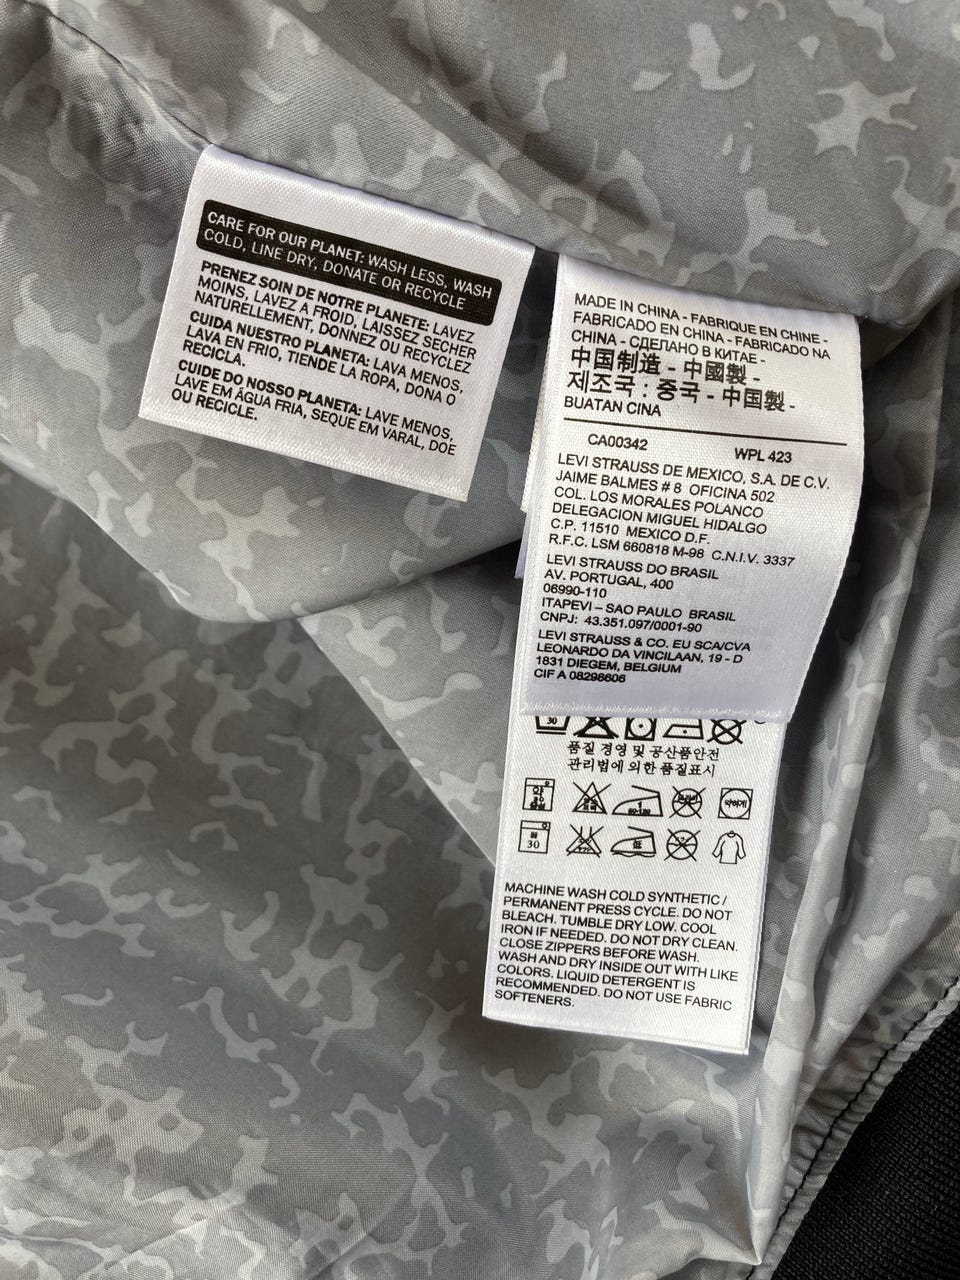 CARE FOR OUR PLANET: WASH LESS, WASH
COLD, LINE DRY, DONATE OR RECYCLE
PRENEZ SOIN DE NOTRE PLANETE: LAVEZ
MOINS, LAVEZ À FROID, LAISSEZ SECHER
NATURELLEMENT, DONNEZ OU RECYCLEZ
CUIDA NUESTRO PLANETA: LAVA MENOS,
LAVA EN FRIO, TIENDE LA ROPA, DONA O
RECICLA.
CUIDE DO NOSSO PLANETA: LAVE MENOS,
LAVE EM ÁGUA FRIA, SEQUE EM VARAL, DOE
OU RECICLE.
MADE IN CHINA - FABRIQUE EN CHINE -
FABRICADO EN CHINA - FABRICADO NA
CHINA - СДЕЛАНО В КИТАЕ -
中国制造 - 中國製 -
제조국 : 중국 - 中国製 -
BUATAN CINA
CA00342 WPL 423
LEVI STRAUSS DE MEXICO, S.A. DE C.V.
JAIME BALMES # 8 OFICINA 502
COL. LOS MORALES POLANCO
DELEGACION MIGUEL HIDALGO
C.P. 11510 MEXICO D.F.
R.F.C. LSM 660818 M-98 C.N.I.V. 3337
LEVI STRAUSS DO BRASIL
AV. PORTUGAL, 400
06990-110
ITAPEVI – SAO PAULO BRASIL
CNPJ: 43.351.097/0001-90
LEVI STRAUSS & CO. EU SCA/CVA
LEONARDO DA VINCILAAN, 19 - D
1831 DIEGEM, BELGIUM
CIF A 08298606
30
품질 경영 및 공산품안전
관리법에 의한 품질표시
약 30
약하게
30 低
MACHINE WASH COLD SYNTHETIC /
PERMANENT PRESS CYCLE. DO NOT
BLEACH. TUMBLE DRY LOW. COOL
IRON IF NEEDED. DO NOT DRY CLEAN.
CLOSE ZIPPERS BEFORE WASH.
WASH AND DRY INSIDE OUT WITH LIKE
COLORS. LIQUID DETERGENT IS
RECOMMENDED. DO NOT USE FABRIC
SOFTENERS.